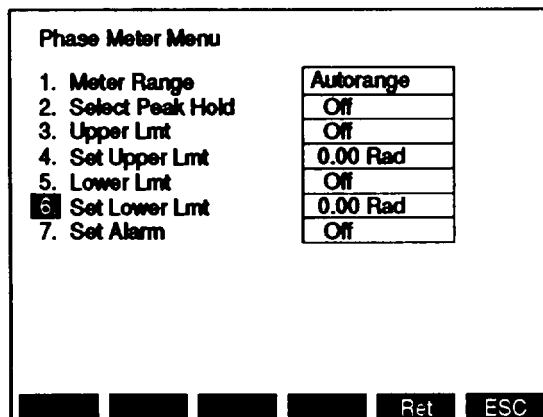 Phase Meter Menu
1. Meter Range Autorange
2. Select Peak Hold Off
3. Upper Lmt Off
4. Set Upper Lmt 0.00 Rad
5. Lower Lmt Off
6. Set Lower Lmt 0.00 Rad
7. Set Alarm Off
Ret ESC